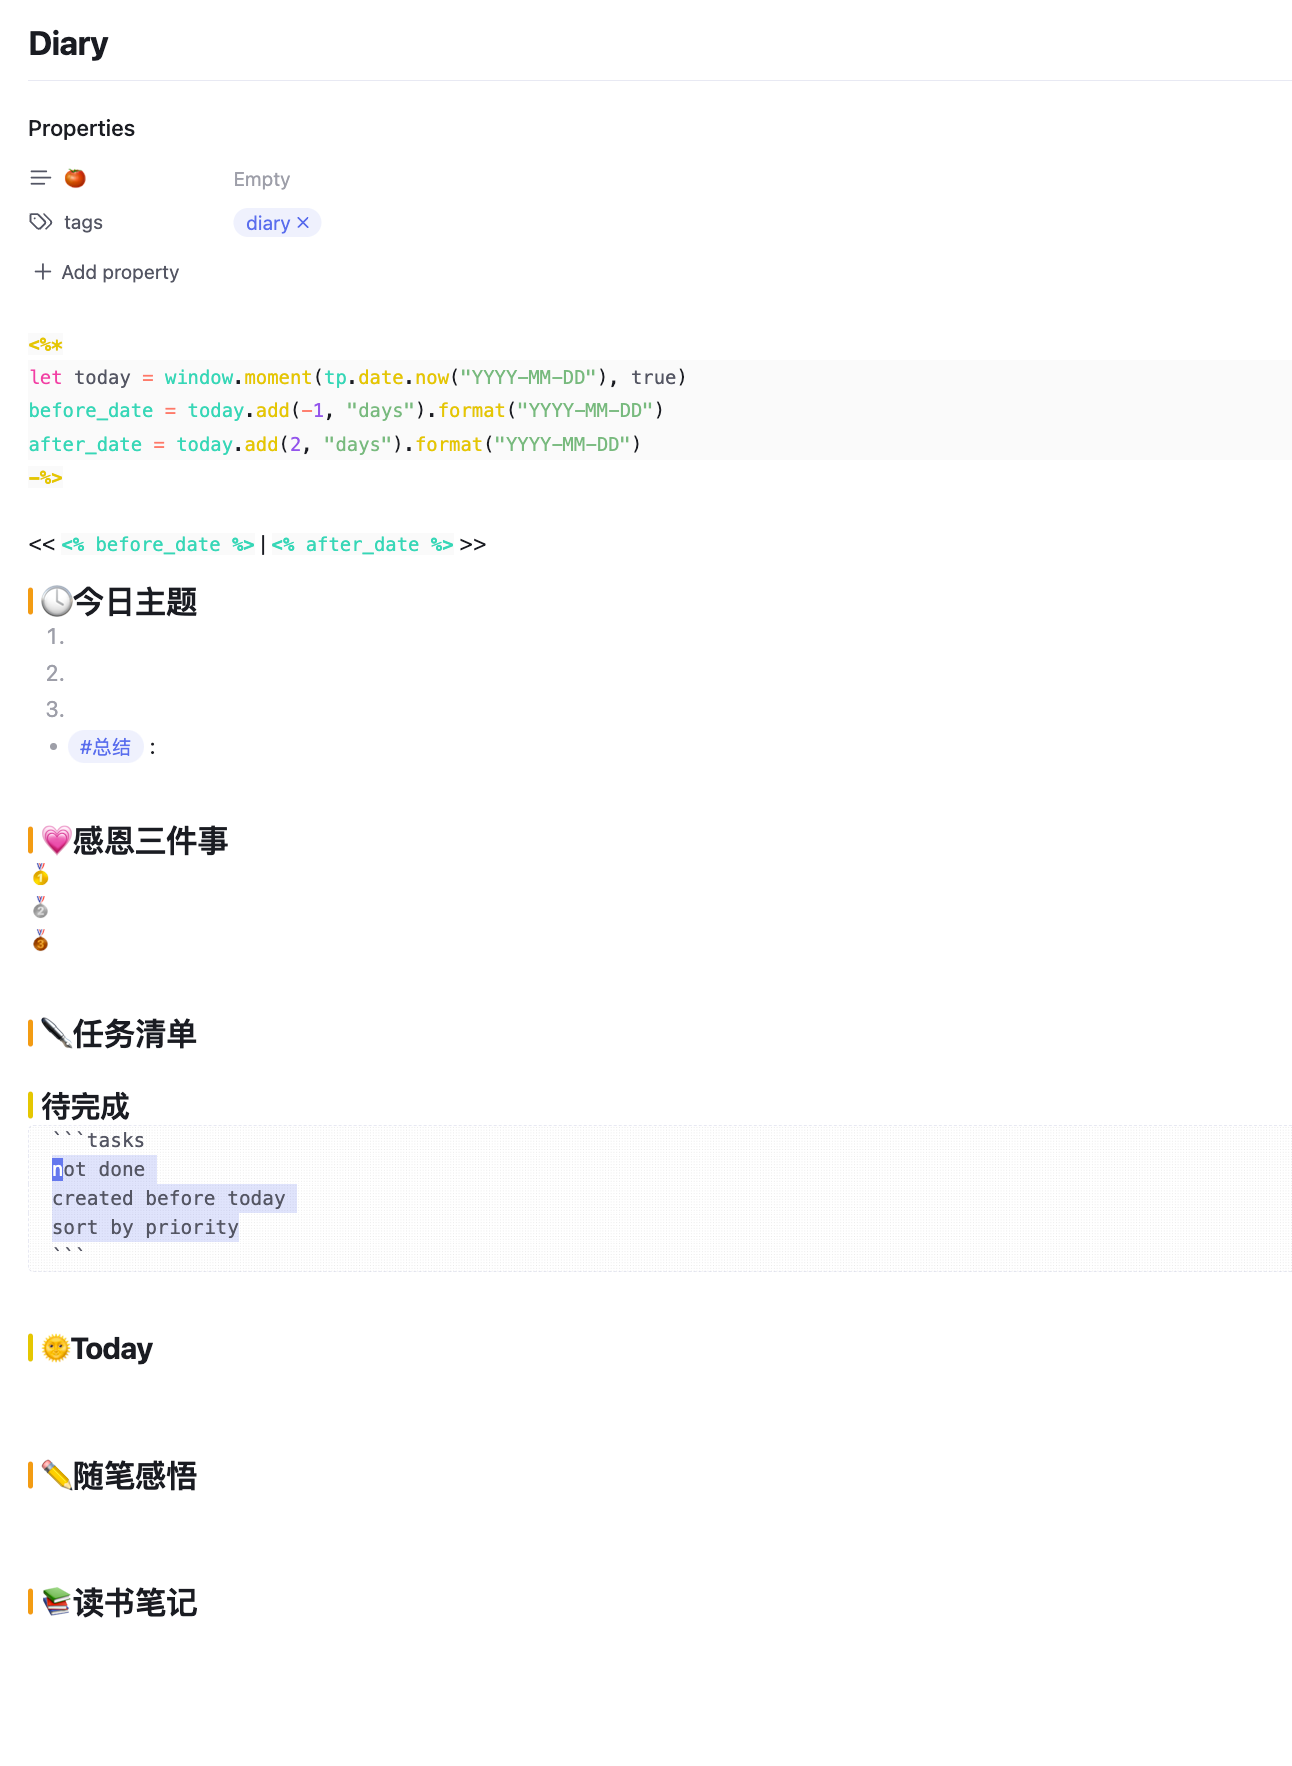 Diary
Properties
🍅 Empty
tags diary ×
+ Add property
<%*
let today = window.moment(tp.date.now("YYYY-MM-DD"), true)
before_date = today.add(-1, "days").format("YYYY-MM-DD")
after_date = today.add(2, "days").format("YYYY-MM-DD")
-%>
<< <% before_date %> | <% after_date %> >>
🕓今日主题
1.
2.
3.
• #总结 :
💗感恩三件事
🥇
🥈
🥉
✒️任务清单
待完成
```tasks
not done
created before today
sort by priority
```
🌞Today
✏️随笔感悟
📚读书笔记